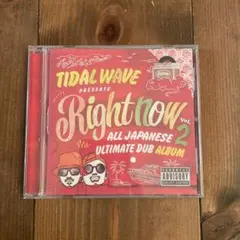 TIDAL WAVE
PRESENTS
Right now
VOL.
2
ALL JAPANESE
ULTIMATE DUB ALBUM
PARENTAL
ADVISORY
EXPLICIT CONTENT